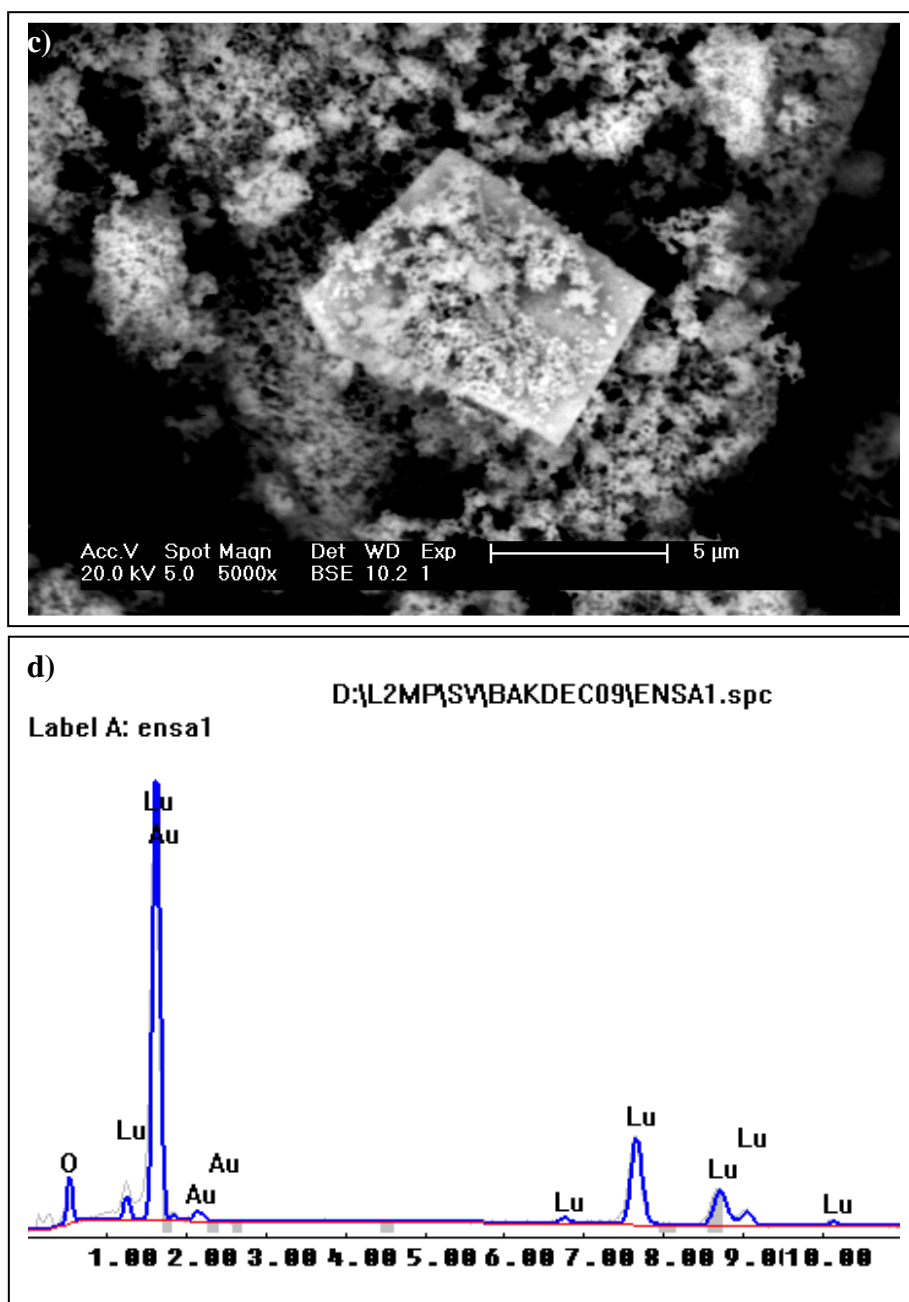 c)
Acc.V Spot Magn Det WD Exp 5 µm
20.0 kV 5.0 5000x BSE 10.2 1
d)
D:\L2MP\SV\BAKDEC09\ENSA1.spc
Label A: ensa1
Lu
Au
Lu
O
Au
Au
Lu
Lu
Lu
Lu
Lu
1.00 2.00 3.00 4.00 5.00 6.00 7.00 8.00 9.00 10.00